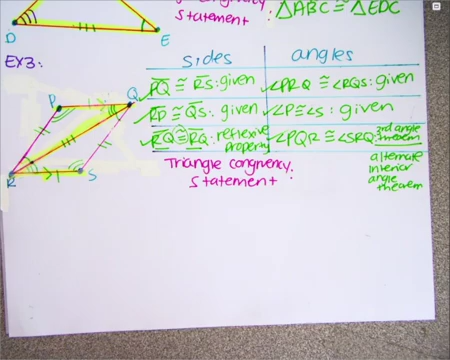 congruency
Statement: △ABC ≅ △EDC
D E
EX3:
sides angles
PQ ≅ RS: given ∠PRQ ≅ ∠RQS: given
RP ≅ QS: given ∠P ≅ ∠S : given
RQ ≅ RQ: reflexive property ∠PQR ≅ ∠SRQ: 3rd angle theorem
alternate
interior
angle
theorem
P Q
R S
Triangle congruency
Statement: